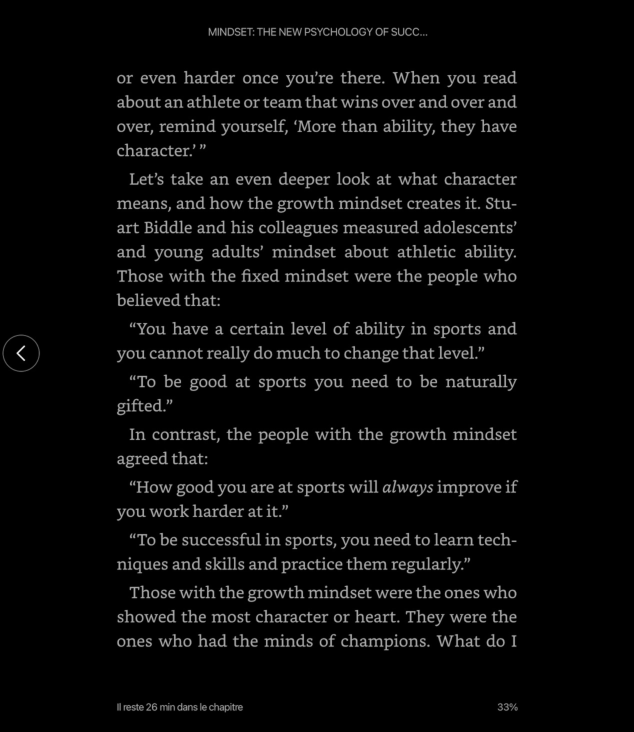 MINDSET: THE NEW PSYCHOLOGY OF SUCC...
or even harder once you’re there. When you read
about an athlete or team that wins over and over and
over, remind yourself, ‘More than ability, they have
character.’ ”
Let’s take an even deeper look at what character
means, and how the growth mindset creates it. Stu-
art Biddle and his colleagues measured adolescents’
and young adults’ mindset about athletic ability.
Those with the fixed mindset were the people who
believed that:
“You have a certain level of ability in sports and
you cannot really do much to change that level.”
“To be good at sports you need to be naturally
gifted.”
In contrast, the people with the growth mindset
agreed that:
“How good you are at sports will always improve if
you work harder at it.”
“To be successful in sports, you need to learn tech-
niques and skills and practice them regularly.”
Those with the growth mindset were the ones who
showed the most character or heart. They were the
ones who had the minds of champions. What do I
Il reste 26 min dans le chapitre
33%